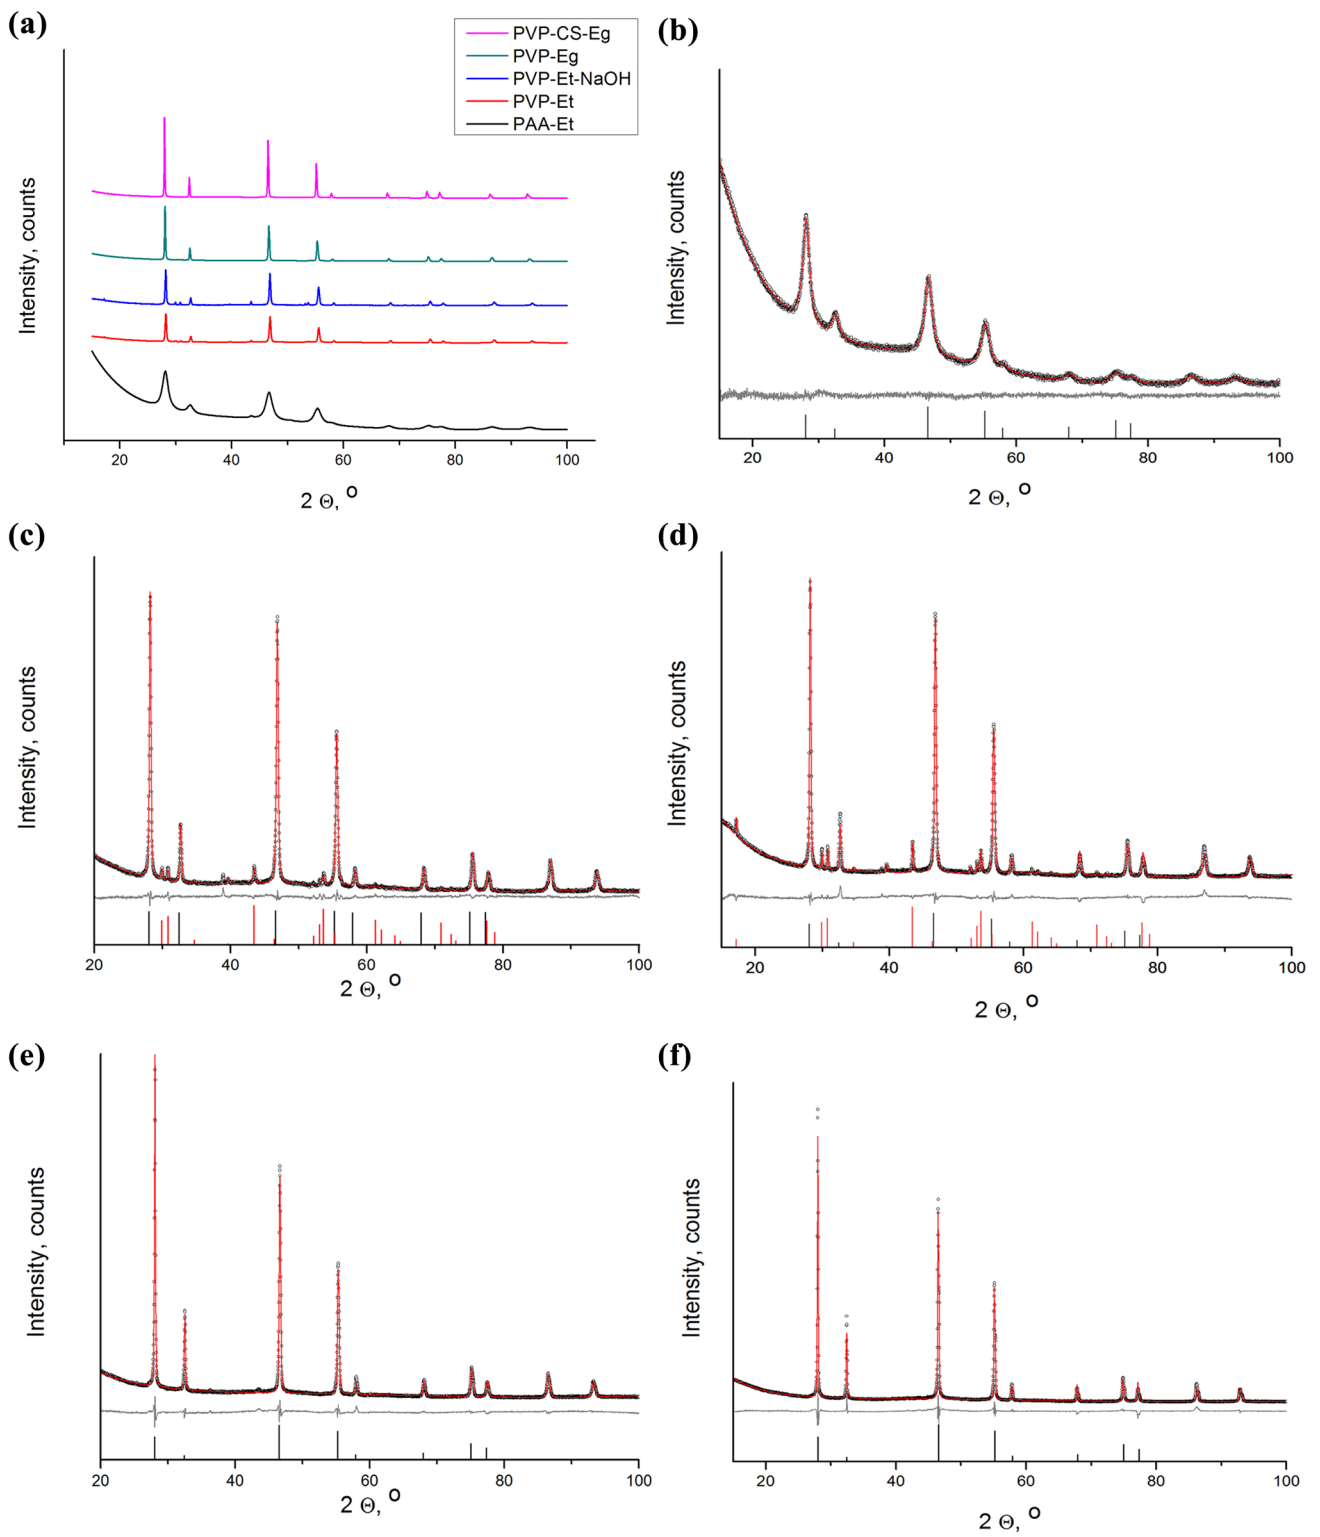 (a)
PVP-CS-Eg
PVP-Eg
PVP-Et-NaOH
PVP-Et
PAA-Et
Intensity, counts
20 40 60 80 100
2 Θ, °
(b)
Intensity, counts
20 40 60 80 100
2 Θ, °
(c)
Intensity, counts
20 40 60 80 100
2 Θ, °
(d)
Intensity, counts
20 40 60 80 100
2 Θ, °
(e)
Intensity, counts
20 40 60 80 100
2 Θ, °
(f)
Intensity, counts
20 40 60 80 100
2 Θ, °